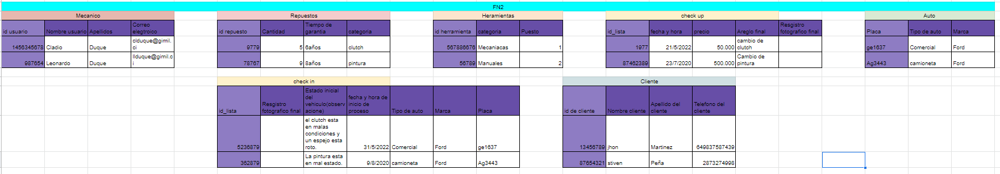 FN2
Mecanico
id usuario Nombre usuario Apellidos Correo
elegtroico
1456345678 Cladio Duque clduque@gimil.
ci
987654 Leonardo Duque llduque@gimil.c
i
Repuestos
id repuesto Cantidad Tiempo de
garantia categoria
9779 5 6años clutch
78767 9 8años pintura
Herramientas
id herramienta categoria Puesto
567886676 Mecaniacas 1
56789 Manuales 2
check up
id_lista fecha y hora precio Areglo final Resgistro
fotografico final
1977 21/5/2022 50.000 cambio de
clutch
87462389 23/7/2020 500.000 Cambio de
pintura
Auto
Placa Tipo de auto Marca
ge1637 Comercial Ford
Ag3443 camioneta Ford
check in
id_lista Resgistro
fotografico final Estado inicial
del
vehiculo(observ
acione) fecha y hora de
inicio de
proceso Tipo de auto Marca Placa
5236879 el clutch esta
en malas
condiciones y
un espejo esta
roto. 31/5/2022 Comercial Ford ge1637
362879 La pintura esta
en mal estado. 9/8/2020 camioneta Ford Ag3443
Cliente
id de cliente Nombre cliente Apellido del
cliente Telefono del
cliente
13456789 jhon Martinez 649837587439
87654321 stiven Peña 2873274998